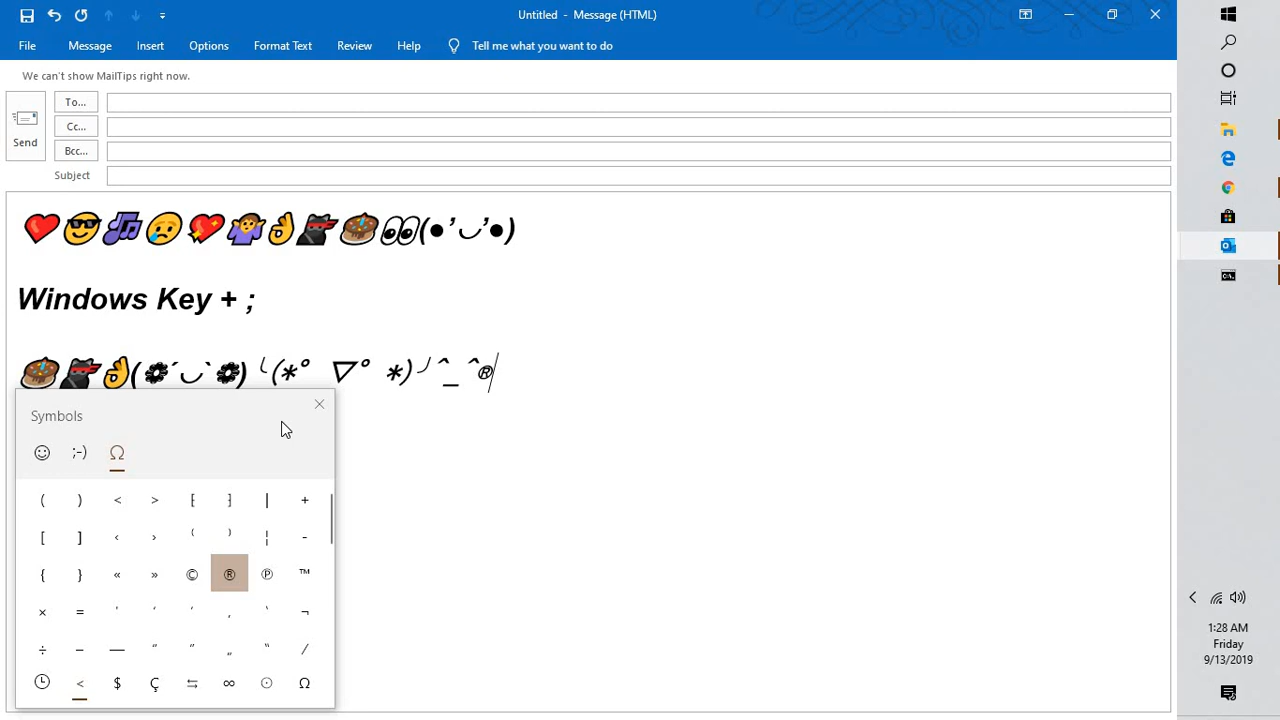 Untitled - Message (HTML)
File Message Insert Options Format Text Review Help Tell me what you want to do
We can't show MailTips right now.
To...
Cc...
Bcc...
Send
Subject
❤😎🎶😢💖🤷‍♀️👌🐱‍👤🎂👀(●'◡'●)
Windows Key + ;
🎂🐱‍👤👌(❁´◡`❁)╰(*°▽°*)╯^_^®
Symbols
;-) Ω
( ) < > [ ] | +
[ ] ‹ › ⁽ ⁾ ¦ -
{ } « » © ® ℗ ™
× = ' ‘ ’ ‚ ‛ ¬
÷ – — “ ” „ ‟ /
< $ Ç ⇆ ∞ ⊙ Ω
1:28 AM
Friday
9/13/2019